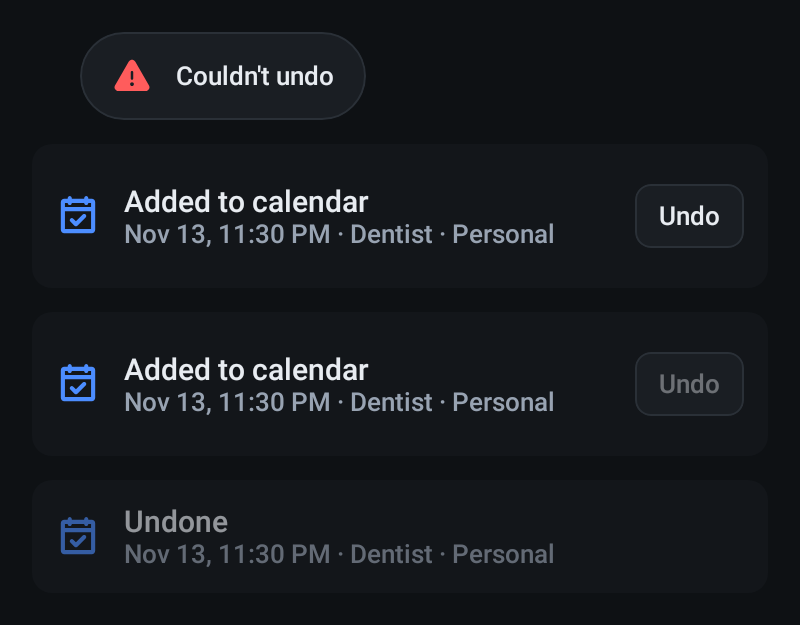 Couldn't undo
Added to calendar
Nov 13, 11:30 PM · Dentist · Personal
Undo
Added to calendar
Nov 13, 11:30 PM · Dentist · Personal
Undo
Undone
Nov 13, 11:30 PM · Dentist · Personal